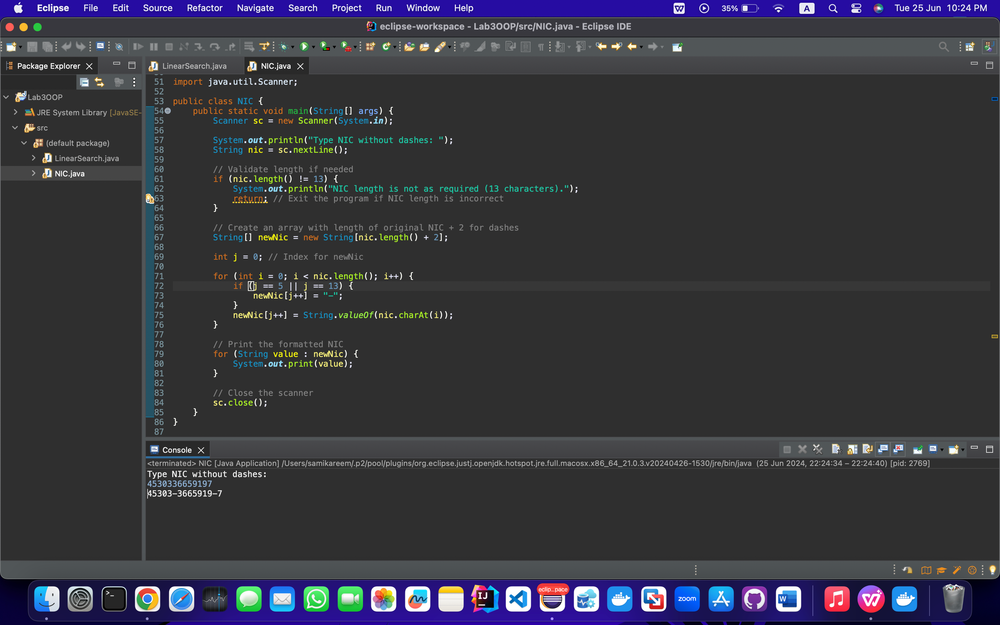 Eclipse File Edit Source Refactor Navigate Search Project Run Window Help 35% A Tue 25 Jun 10:24 PM
eclipse-workspace - Lab3OOP/src/NIC.java - Eclipse IDE
Package Explorer
LinearSearch.java NIC.java
Lab3OOP
JRE System Library [JavaSE-
src
(default package)
LinearSearch.java
NIC.java
51 import java.util.Scanner;
52
53 public class NIC {
54 public static void main(String[] args) {
55 Scanner sc = new Scanner(System.in);
56
57 System.out.println("Type NIC without dashes: ");
58 String nic = sc.nextLine();
59
60 // Validate length if needed
61 if (nic.length() != 13) {
62 System.out.println("NIC length is not as required (13 characters).");
63 return; // Exit the program if NIC length is incorrect
64 }
65
66 // Create an array with length of original NIC + 2 for dashes
67 String[] newNic = new String[nic.length() + 2];
68
69 int j = 0; // Index for newNic
70
71 for (int i = 0; i < nic.length(); i++) {
72 if (j == 5 || j == 13) {
73 newNic[j++] = "-";
74 }
75 newNic[j++] = String.valueOf(nic.charAt(i));
76 }
77
78 // Print the formatted NIC
79 for (String value : newNic) {
80 System.out.print(value);
81 }
82
83 // Close the scanner
84 sc.close();
85 }
86 }
87
Console
<terminated> NIC [Java Application] /Users/samikareem/.p2/pool/plugins/org.eclipse.justj.openjdk.hotspot.jre.full.macosx.x86_64_21.0.3.v20240426-1530/jre/bin/java (25 Jun 2024, 22:24:34 – 22:24:40) [pid: 2769]
Type NIC without dashes:
4530336659197
45303-3665919-7
eclip...pace
IJ
zoom
W